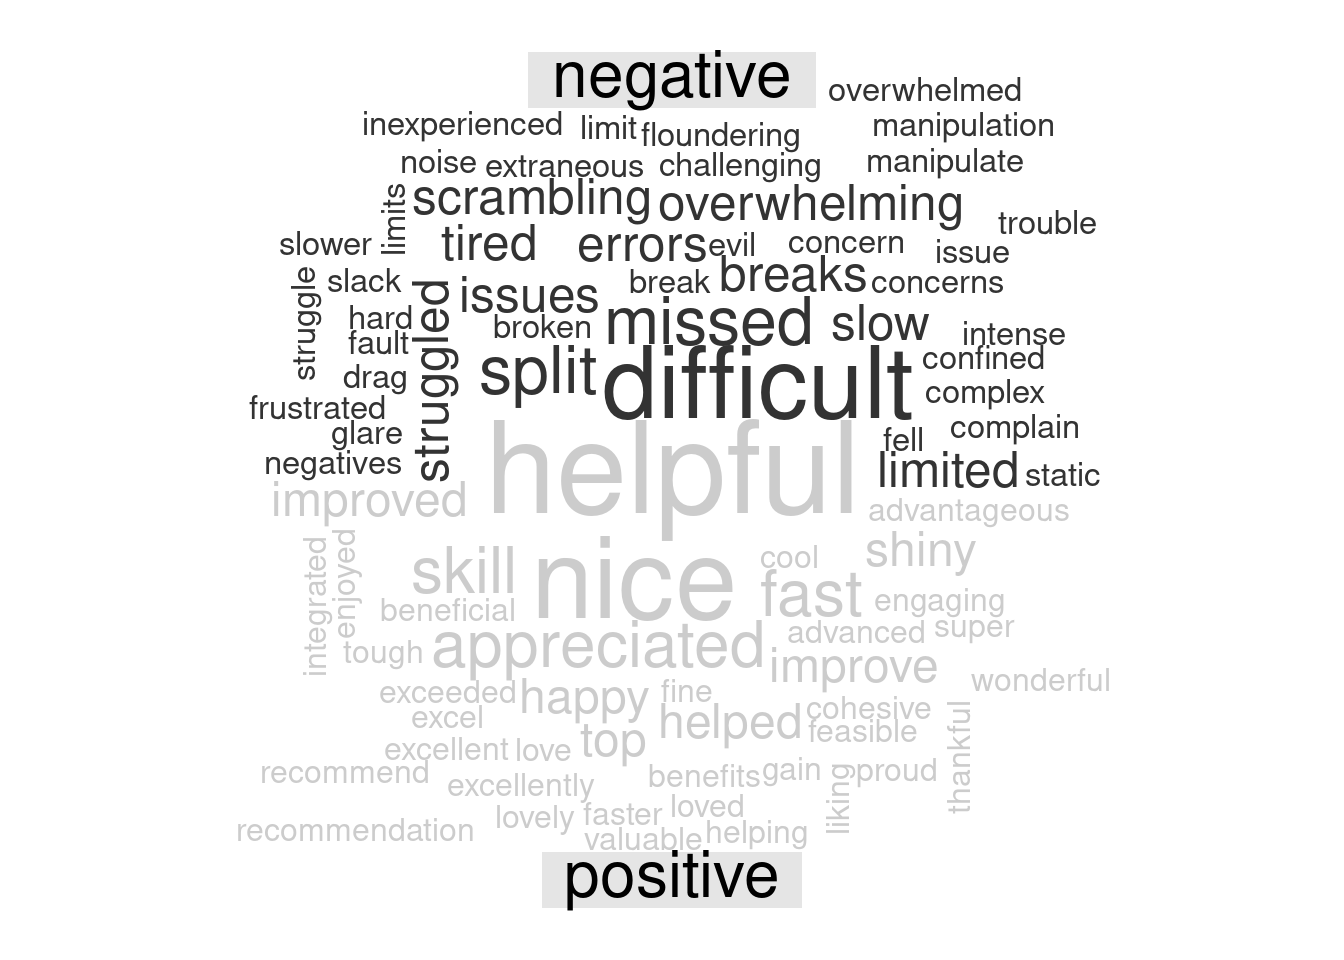 negative
overwhelmed
inexperienced limit floundering manipulation
noise extraneous challenging manipulate
limits scrambling overwhelming
trouble
slower tired errors evil concern issue
struggle slack struggled issues break breaks concerns
hard broken missed slow intense
fault
drag split difficult confined
complex
frustrated
glare fell complain
negatives limited static
improved helpful advantageous
integrated enjoyed skill nice cool shiny
fast engaging
beneficial
tough appreciated advanced super
improve
exceeded happy fine wonderful
excel helped cohesive
feasible
excellent love top thankful
recommend excellently benefits gain liking proud
lovely faster loved
recommendation valuable helping
positive